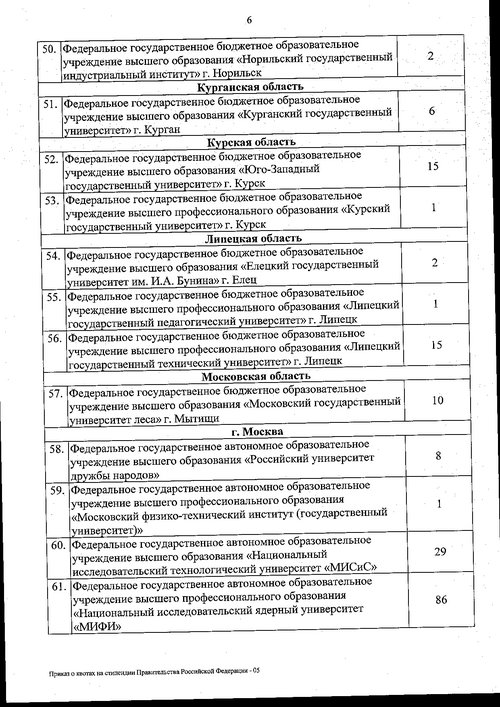 6
50. Федеральное государственное бюджетное образовательное
учреждение высшего образования «Норильский государственный
индустриальный институт» г. Норильск
2
Курганская область
51. Федеральное государственное бюджетное образовательное
учреждение высшего образования «Курганский государственный
университет» г. Курган
6
Курская область
52. Федеральное государственное бюджетное образовательное
учреждение высшего образования «Юго-Западный
государственный университет» г. Курск
15
53. Федеральное государственное бюджетное образовательное
учреждение высшего профессионального образования «Курский
государственный университет» г. Курск
1
Липецкая область
54. Федеральное государственное бюджетное образовательное
учреждение высшего образования «Елецкий государственный
университет им. И.А. Бунина» г. Елец
2
55. Федеральное государственное бюджетное образовательное
учреждение высшего профессионального образования «Липецкий
государственный педагогический университет» г. Липецк
1
56. Федеральное государственное бюджетное образовательное
учреждение высшего профессионального образования «Липецкий
государственный технический университет» г. Липецк
15
Московская область
57. Федеральное государственное бюджетное образовательное
учреждение высшего образования «Московский государственный
университет леса» г. Мытищи
10
г. Москва
58. Федеральное государственное автономное образовательное
учреждение высшего образования «Российский университет
дружбы народов»
8
59. Федеральное государственное автономное образовательное
учреждение высшего профессионального образования
«Московский физико-технический институт (государственный
университет)»
1
60. Федеральное государственное автономное образовательное
учреждение высшего образования «Национальный
исследовательский технологический университет «МИСиС»
29
61. Федеральное государственное автономное образовательное
учреждение высшего профессионального образования
«Национальный исследовательский ядерный университет
«МИФИ»
86
Приказ о квотах на стипендии Правительства Российской Федерации - 05